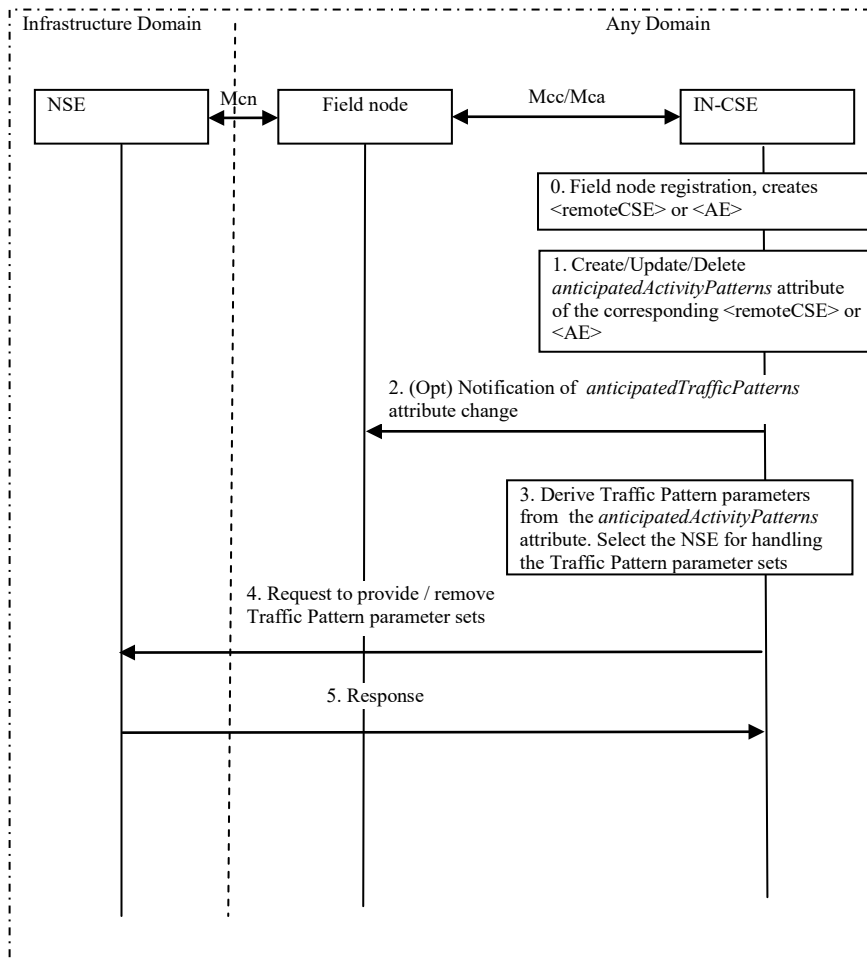 Infrastructure Domain
Any Domain
NSE
Mcn
Field node
Mcc/Mca
IN-CSE
0. Field node registration, creates
<remoteCSE> or <AE>
1. Create/Update/Delete
anticipatedActivityPatterns attribute
of the corresponding <remoteCSE> or
<AE>
2. (Opt) Notification of anticipatedTrafficPatterns
attribute change
3. Derive Traffic Pattern parameters
from the anticipatedActivityPatterns
attribute. Select the NSE for handling
the Traffic Pattern parameter sets
4. Request to provide / remove
Traffic Pattern parameter sets
5. Response